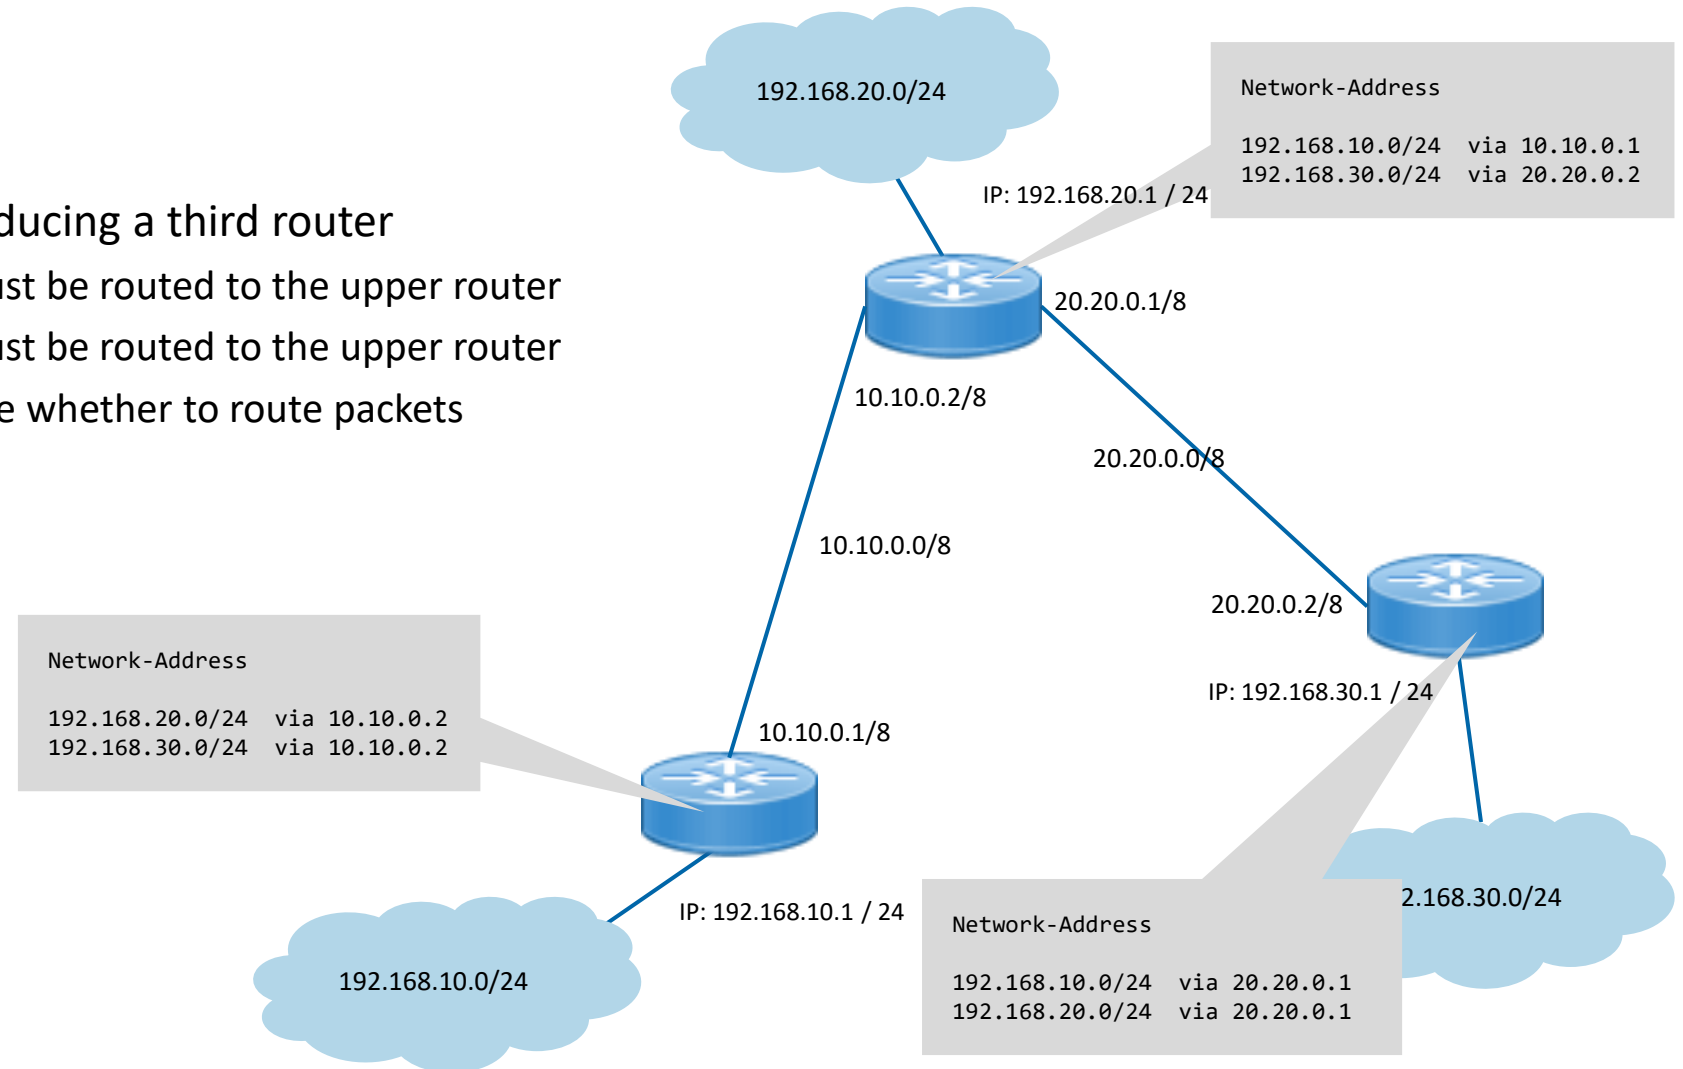 192.168.20.0/24
Network-Address
192.168.10.0/24 via 10.10.0.1
192.168.30.0/24 via 20.20.0.2
IP: 192.168.20.1 / 24
ducing a third router
ust be routed to the upper router
ust be routed to the upper router
e whether to route packets
20.20.0.1/8
10.10.0.2/8
20.20.0.0/8
10.10.0.0/8
20.20.0.2/8
Network-Address
192.168.20.0/24 via 10.10.0.2
192.168.30.0/24 via 10.10.0.2
IP: 192.168.30.1 / 24
10.10.0.1/8
IP: 192.168.10.1 / 24
2.168.30.0/24
Network-Address
192.168.10.0/24 via 20.20.0.1
192.168.20.0/24 via 20.20.0.1
192.168.10.0/24